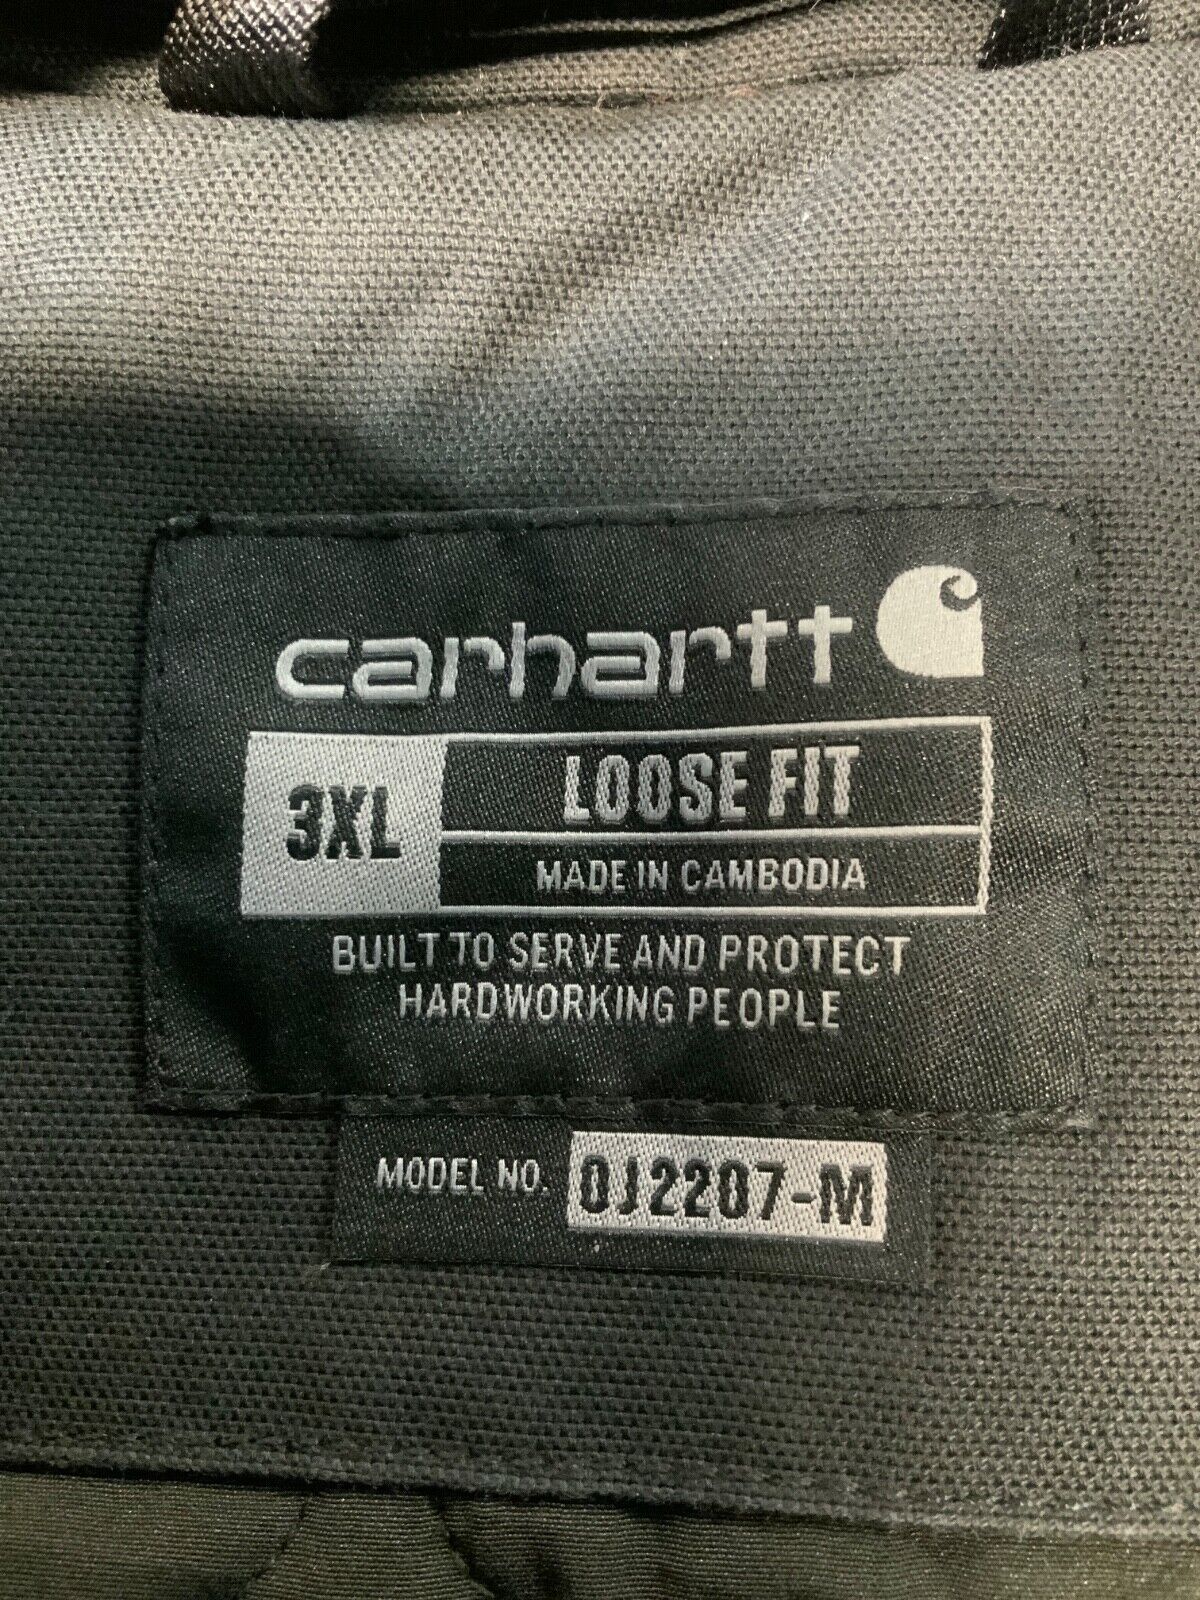 carhartt
3XL
LOOSE FIT
MADE IN CAMBODIA
BUILT TO SERVE AND PROTECT
HARDWORKING PEOPLE
MODEL NO. OJ2207-M